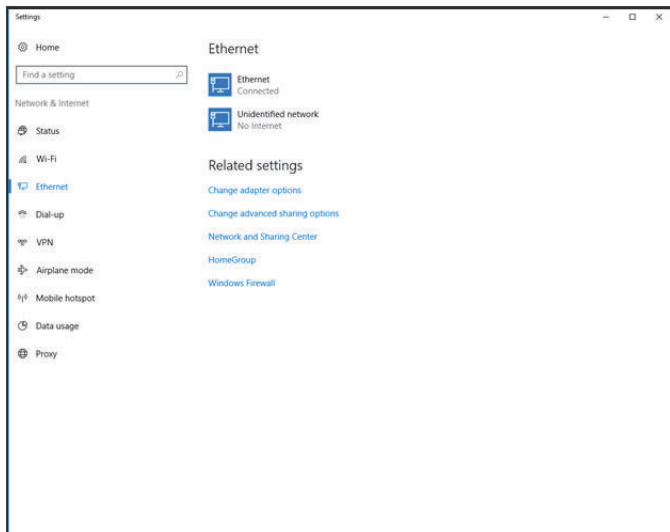 Settings
Home
Find a setting
Network & Internet
Status
Wi-Fi
Ethernet
Dial-up
VPN
Airplane mode
Mobile hotspot
Data usage
Proxy
Ethernet
Ethernet
Connected
Unidentified network
No Internet
Related settings
Change adapter options
Change advanced sharing options
Network and Sharing Center
HomeGroup
Windows Firewall